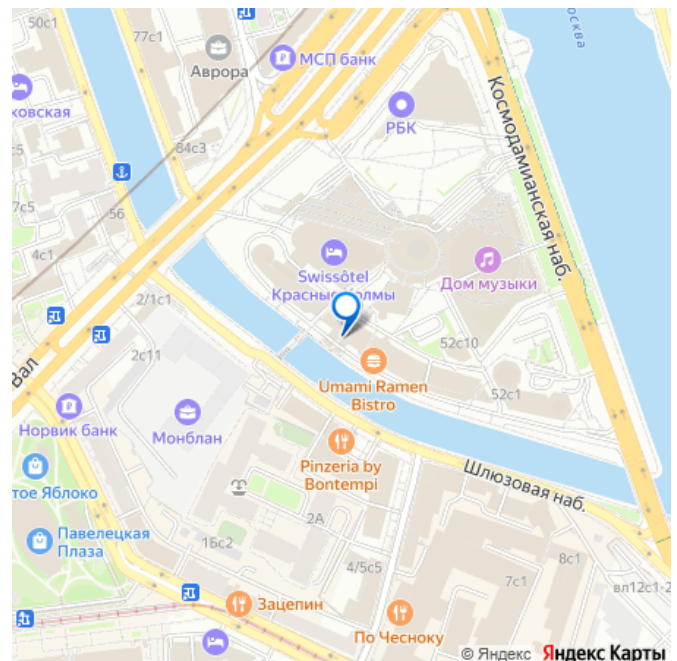 50с1
77с1
Аврора
МСП банк
Москва
ковская
РБК
84с3
7с5
56
4с1
Космодамианская наб.
Swissôtel
Красные Холмы
Дом музыки
2/1с1
Вал
2с11
52с10
Umami Ramen
Bistro
52с1
Норвик банк
Монблан
Pinzeria by
Bontempi
Шлюзовая наб.
тое Яблоко
Павелецкая
Плаза
2А
1Бс2
4/5с5
7с1
8с1
вл12с1-2
Зацепин
По Чесноку
© Яндекс Яндекс Карты